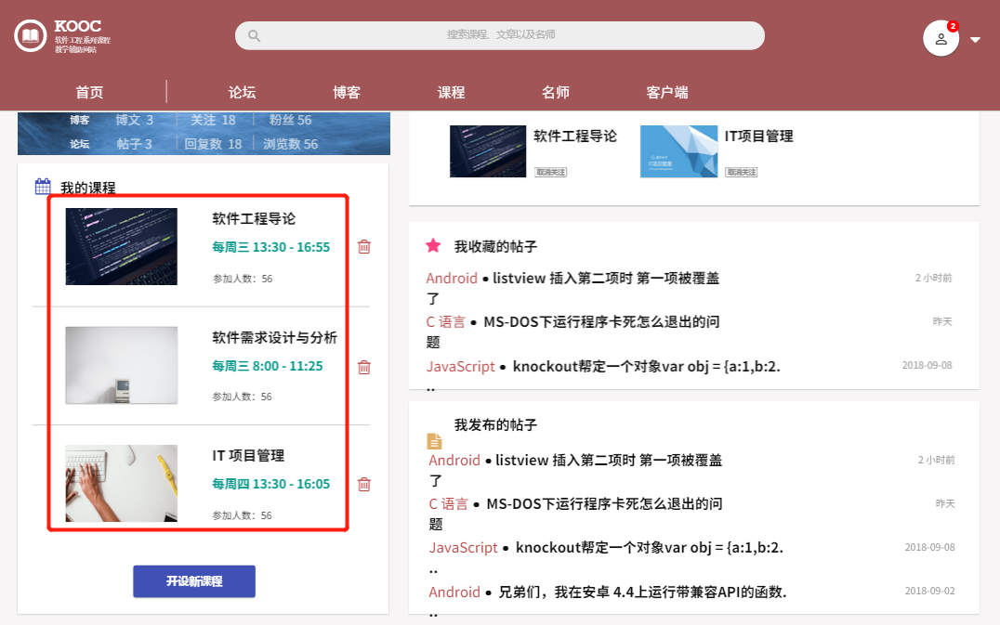 KOOC
软件工程系列课程
教学辅助网站
搜索课程、文章以及名师
2
首页
论坛
博客
课程
名师
客户端
博客 博文 3 关注 18 粉丝 56
论坛 帖子 3 回复数 18 浏览数 56
我的课程
软件工程导论
每周三 13:30 - 16:55
参加人数：56
软件需求设计与分析
每周三 8:00 - 11:25
参加人数：56
IT 项目管理
每周四 13:30 - 16:05
参加人数：56
开设新课程
软件工程导论
取消关注
IT项目管理
取消关注
我收藏的帖子
Android ● listview 插入第二项时 第一项被覆盖 2 小时前
了
C 语言 ● MS-DOS下运行程序卡死怎么退出的问 昨天
题
JavaScript ● knockout帮定一个对象var obj = {a:1,b:2. 2018-09-08
..
我发布的帖子
Android ● listview 插入第二项时 第一项被覆盖 2 小时前
了
C 语言 ● MS-DOS下运行程序卡死怎么退出的问 昨天
题
JavaScript ● knockout帮定一个对象var obj = {a:1,b:2. 2018-09-08
..
Android ● 兄弟们，我在安卓 4.4上运行带兼容API的函数. 2018-09-02
..